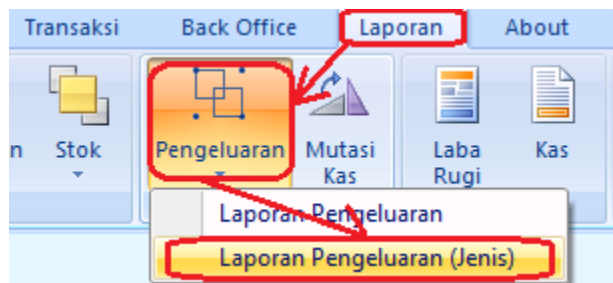 Transaksi Back Office Laporan About
n Stok Pengeluaran Mutasi Kas Laba Rugi Kas
Laporan Pengeluaran
Laporan Pengeluaran (Jenis)